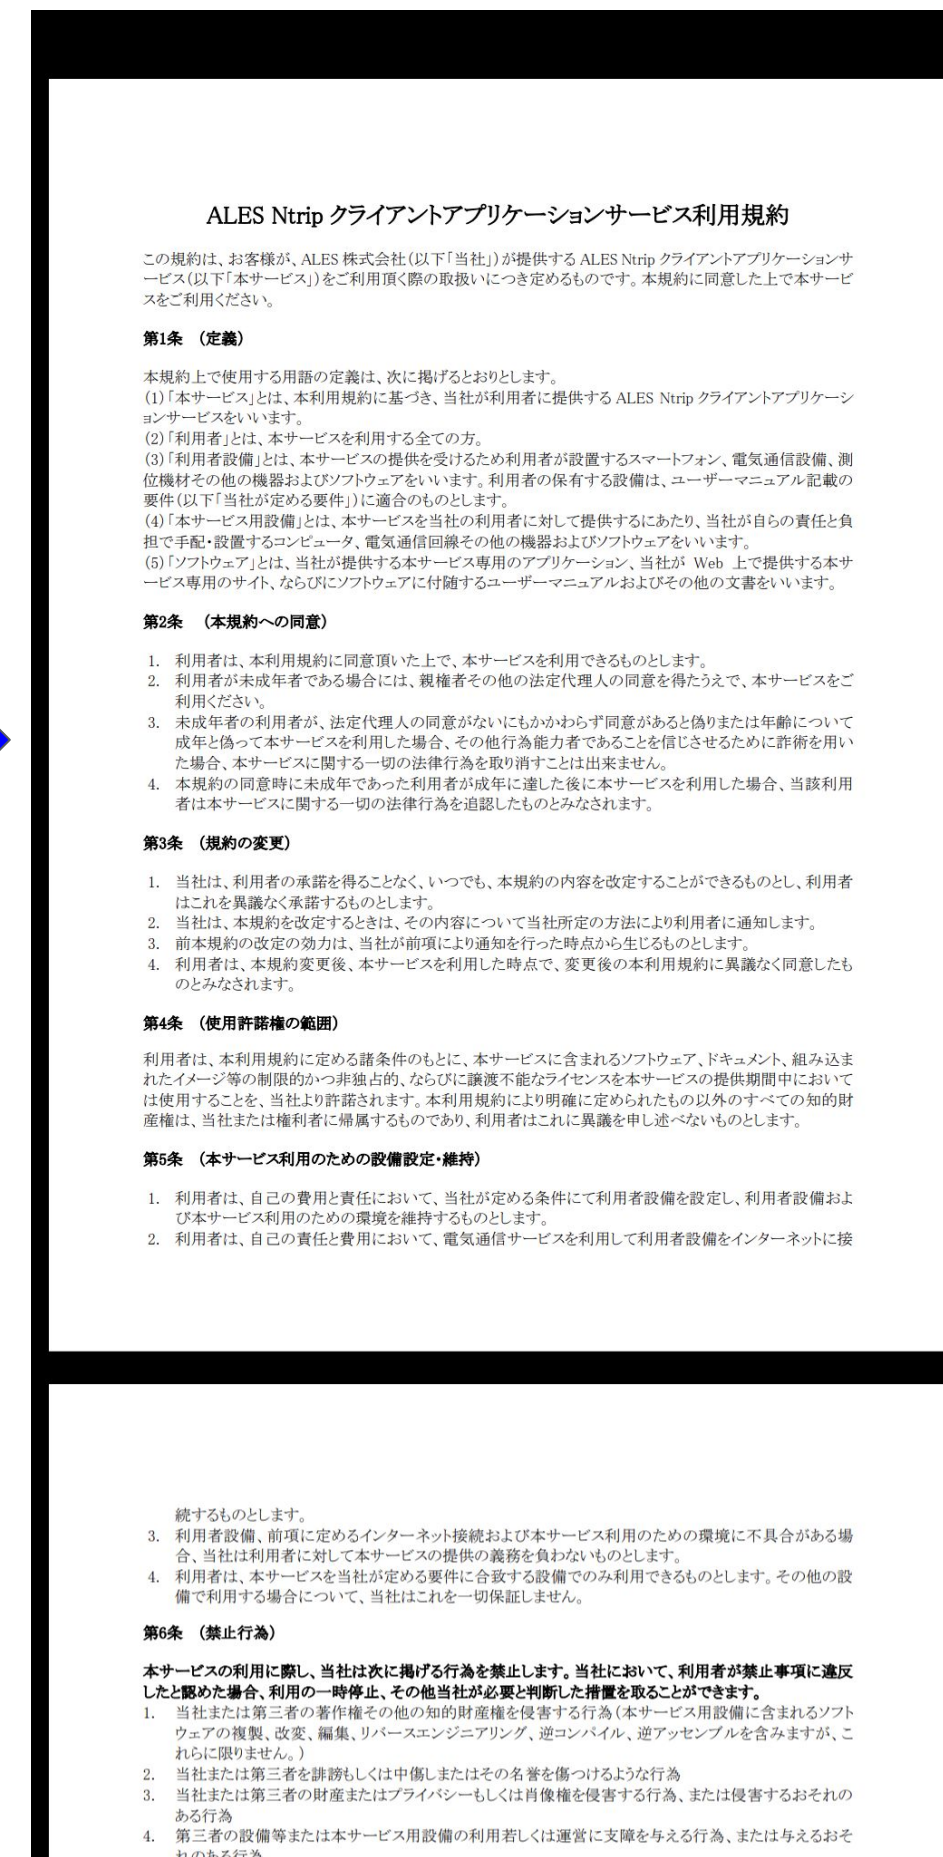 ALES Ntrip クライアントアプリケーションサービス利用規約
この規約は、お客様が、ALES 株式会社(以下「当社」)が提供する ALES Ntrip クライアントアプリケーションサ
ービス(以下「本サービス」)をご利用頂く際の取扱いにつき定めるものです。本規約に同意した上で本サービ
スをご利用ください。
第1条 (定義)
本規約上で使用する用語の定義は、次に掲げるとおりとします。
(1)「本サービス」とは、本利用規約に基づき、当社が利用者に提供する ALES Ntrip クライアントアプリケーシ
ョンサービスをいいます。
(2)「利用者」とは、本サービスを利用する全ての方。
(3)「利用者設備」とは、本サービスの提供を受けるため利用者が設置するスマートフォン、電気通信設備、測
位機材その他の機器およびソフトウェアをいいます。利用者の保有する設備は、ユーザーマニュアル記載の
要件(以下「当社が定める要件」)に適合のものとします。
(4)「本サービス用設備」とは、本サービスを当社の利用者に対して提供するにあたり、当社が自らの責任と負
担で手配・設置するコンピュータ、電気通信回線その他の機器およびソフトウェアをいいます。
(5)「ソフトウェア」とは、当社が提供する本サービス専用のアプリケーション、当社が Web 上で提供する本サ
ービス専用のサイト、ならびにソフトウェアに付随するユーザーマニュアルおよびその他の文書をいいます。
第2条 (本規約への同意)
1. 利用者は、本利用規約に同意頂いた上で、本サービスを利用できるものとします。
2. 利用者が未成年者である場合には、親権者その他の法定代理人の同意を得たうえで、本サービスをご
利用ください。
3. 未成年者の利用者が、法定代理人の同意がないにもかかわらず同意があると偽りまたは年齢について
成年と偽って本サービスを利用した場合、その他行為能力者であることを信じさせるために詐術を用い
た場合、本サービスに関する一切の法律行為を取り消すことは出来ません。
4. 本規約の同意時に未成年であった利用者が成年に達した後に本サービスを利用した場合、当該利用
者は本サービスに関する一切の法律行為を追認したものとみなされます。
第3条 (規約の変更)
1. 当社は、利用者の承諾を得ることなく、いつでも、本規約の内容を改定することができるものとし、利用者
はこれを異議なく承諾するものとします。
2. 当社は、本規約を改定するときは、その内容について当社所定の方法により利用者に通知します。
3. 前本規約の改定の効力は、当社が前項により通知を行った時点から生じるものとします。
4. 利用者は、本規約変更後、本サービスを利用した時点で、変更後の本利用規約に異議なく同意したも
のとみなされます。
第4条 (使用許諾権の範囲)
利用者は、本利用規約に定める諸条件のもとに、本サービスに含まれるソフトウェア、ドキュメント、組み込ま
れたイメージ等の制限的かつ非独占的、ならびに譲渡不能なライセンスを本サービスの提供期間中において
は使用することを、当社より許諾されます。本利用規約により明確に定められたもの以外のすべての知的財
産権は、当社または権利者に帰属するものであり、利用者はこれに異議を申し述べないものとします。
第5条 (本サービス利用のための設備設定・維持)
1. 利用者は、自己の費用と責任において、当社が定める条件にて利用者設備を設定し、利用者設備およ
び本サービス利用のための環境を維持するものとします。
2. 利用者は、自己の責任と費用において、電気通信サービスを利用して利用者設備をインターネットに接
続するものとします。
3. 利用者設備、前項に定めるインターネット接続および本サービス利用のための環境に不具合がある場
合、当社は利用者に対して本サービスの提供の義務を負わないものとします。
4. 利用者は、本サービスを当社が定める要件に合致する設備でのみ利用できるものとします。その他の設
備で利用する場合について、当社はこれを一切保証しません。
第6条 (禁止行為)
本サービスの利用に際し、当社は次に掲げる行為を禁止します。当社において、利用者が禁止事項に違反
したと認めた場合、利用の一時停止、その他当社が必要と判断した措置を取ることができます。
1. 当社または第三者の著作権その他の知的財産権を侵害する行為(本サービス用設備に含まれるソフト
ウェアの複製、改変、編集、リバースエンジニアリング、逆コンパイル、逆アッセンブルを含みますが、こ
れらに限りません。)
2. 当社または第三者を誹謗もしくは中傷しまたはその名誉を傷つけるような行為
3. 当社または第三者の財産またはプライバシーもしくは肖像権を侵害する行為、または侵害するおそれの
ある行為
4. 第三者の設備等または本サービス用設備の利用若しくは運営に支障を与える行為、または与えるおそ
れのある行為